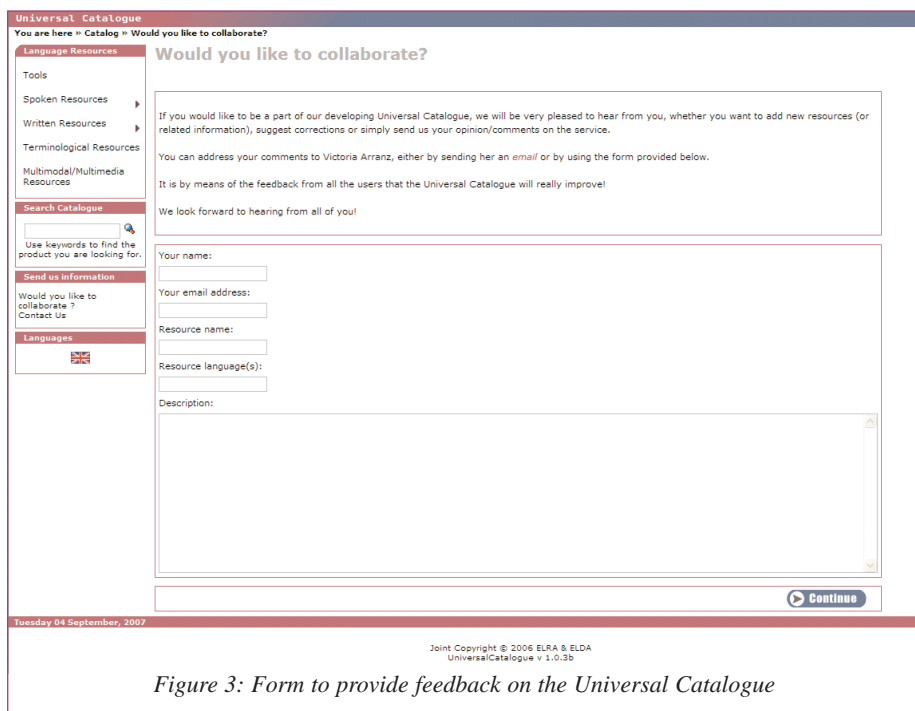 Universal Catalogue
You are here » Catalog » Would you like to collaborate?
Language Resources
Tools
Spoken Resources
Written Resources
Terminological Resources
Multimodal/Multimedia
Resources
Search Catalogue
Use keywords to find the
product you are looking for.
Send us information
Would you like to
collaborate ?
Contact Us
Languages
Would you like to collaborate?
If you would like to be a part of our developing Universal Catalogue, we will be very pleased to hear from you, whether you want to add new resources (or
related information), suggest corrections or simply send us your opinion/comments on the service.
You can address your comments to Victoria Arranz, either by sending her an email or by using the form provided below.
It is by means of the feedback from all the users that the Universal Catalogue will really improve!
We look forward to hearing from all of you!
Your name:
Your email address:
Resource name:
Resource language(s):
Description:
Continue
Tuesday 04 September, 2007
Joint Copyright © 2006 ELRA & ELDA
UniversalCatalogue v 1.0.3b
Figure 3: Form to provide feedback on the Universal Catalogue